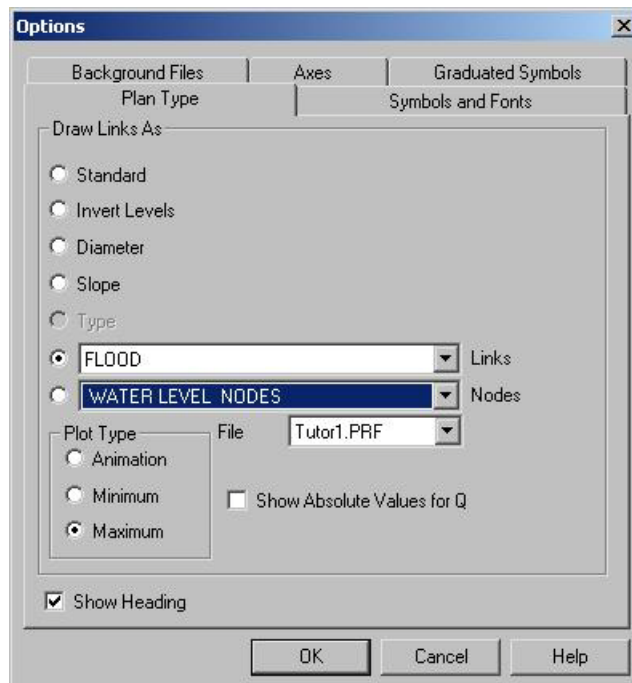 Options
Background Files Axes Graduated Symbols
Plan Type Symbols and Fonts
Draw Links As
Standard
Invert Levels
Diameter
Slope
Type
FLOOD Links
WATER LEVEL NODES Nodes
Plot Type File Tutor1.PRF
Animation
Minimum Show Absolute Values for Q
Maximum
Show Heading
OK Cancel Help